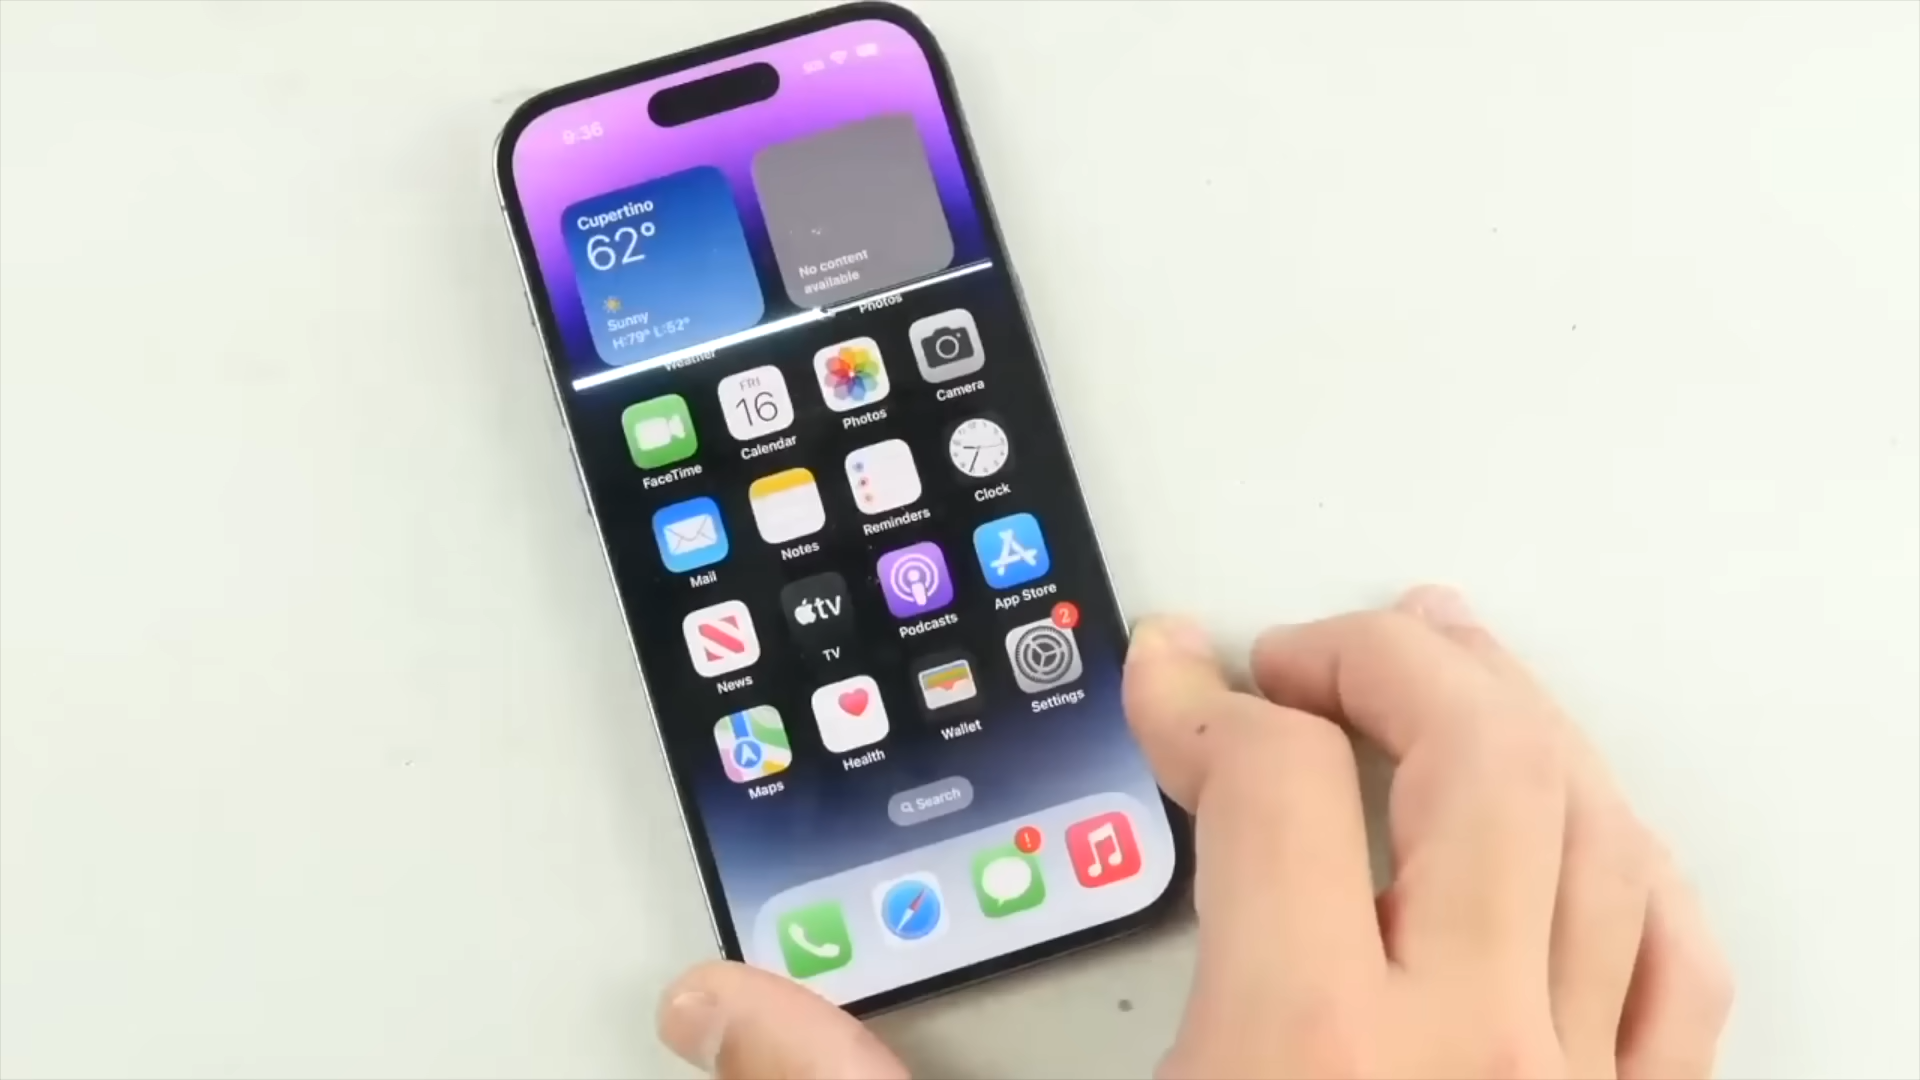 9:36
Cupertino
62°
Sunny
H:79° L:52°
No content
available
Weather
Photos
FaceTime
FRI
16
Calendar
Photos
Camera
Mail
Notes
Reminders
Clock
News
tv
TV
Podcasts
App Store
2
Maps
Health
Wallet
Settings
Search
!